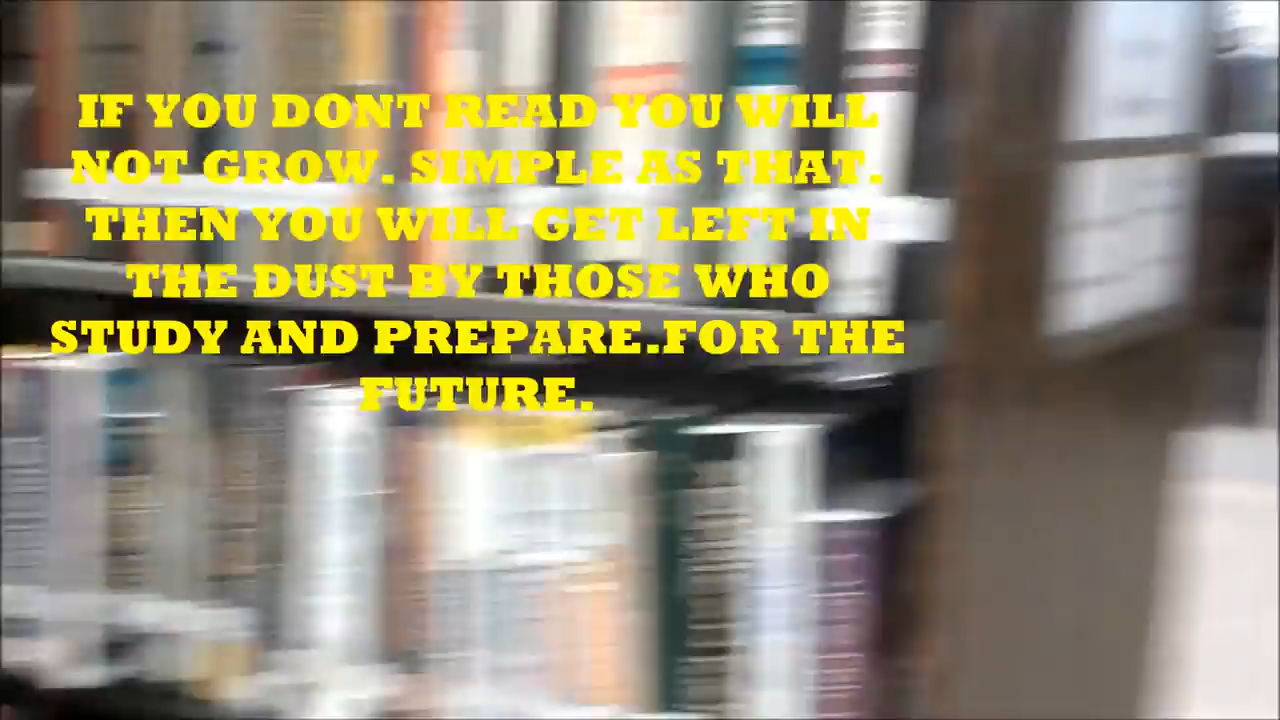 IF YOU DONT READ YOU WILL
NOT GROW. SIMPLE AS THAT.
THEN YOU WILL GET LEFT IN
THE DUST BY THOSE WHO
STUDY AND PREPARE.FOR THE
FUTURE.